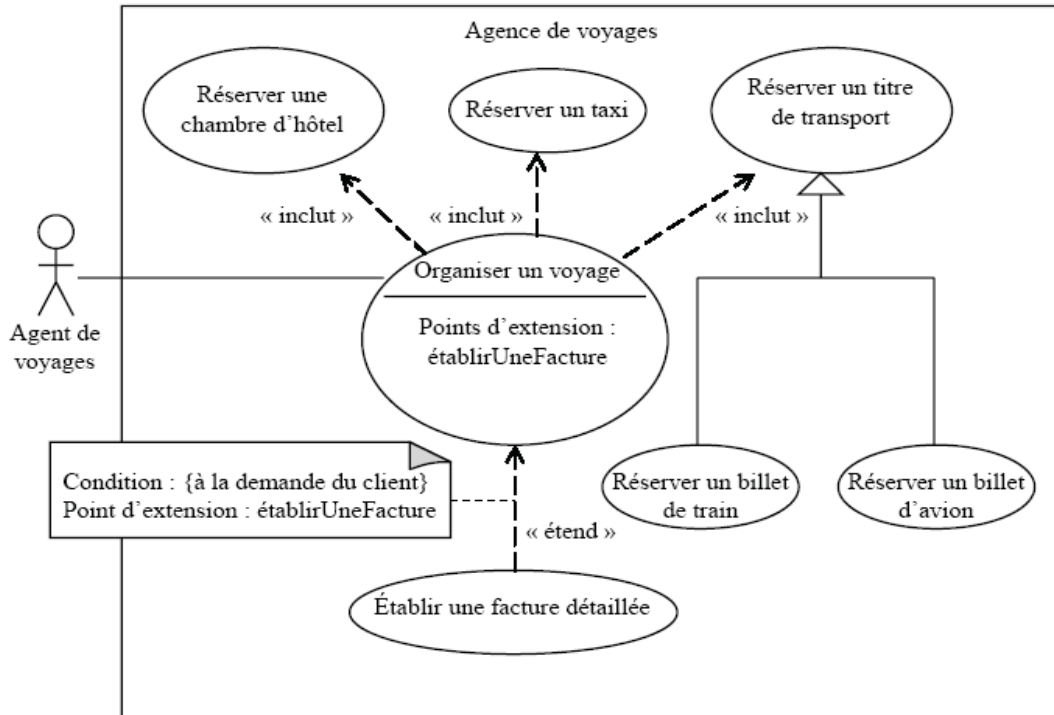 Agence de voyages
Réserver une
chambre d’hôtel
Réserver un taxi
Réserver un titre
de transport
« inclut »
« inclut »
« inclut »
Agent de
voyages
Organiser un voyage
Points d’extension :
établirUneFacture
Condition : {à la demande du client}
Point d’extension : établirUneFacture
Réserver un billet
de train
Réserver un billet
d’avion
« étend »
Établir une facture détaillée